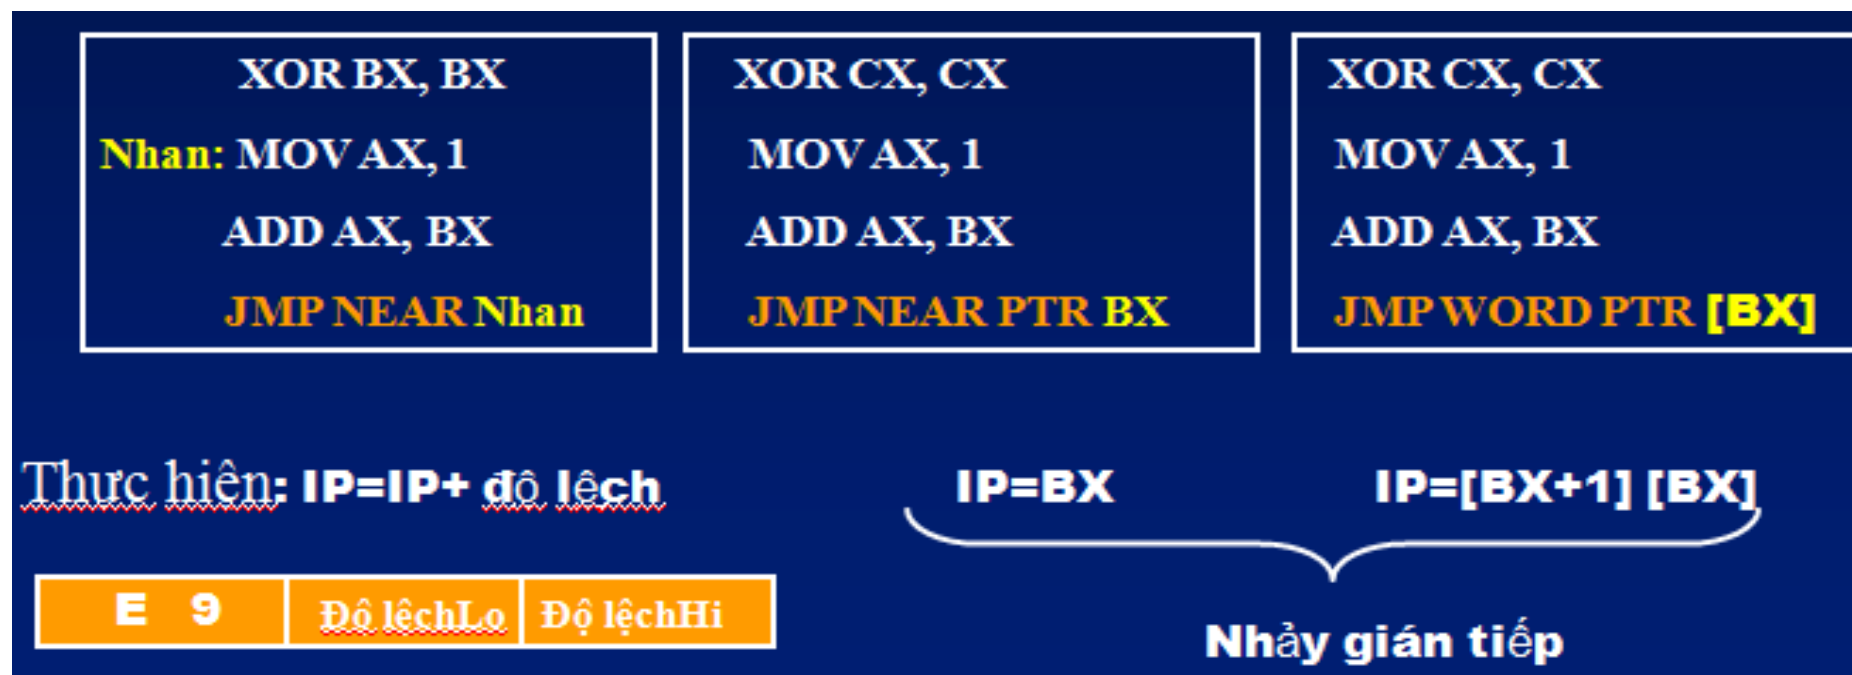 XOR BX, BX
Nhan: MOV AX, 1
ADD AX, BX
JMP NEAR Nhan
XOR CX, CX
MOV AX, 1
ADD AX, BX
JMP NEAR PTR BX
XOR CX, CX
MOV AX, 1
ADD AX, BX
JMP WORD PTR [BX]
Thực hiện: IP=IP+ độ lệch
IP=BX
IP=[BX+1] [BX]
E 9
Độ lệchLo
Độ lệchHi
Nhảy gián tiếp